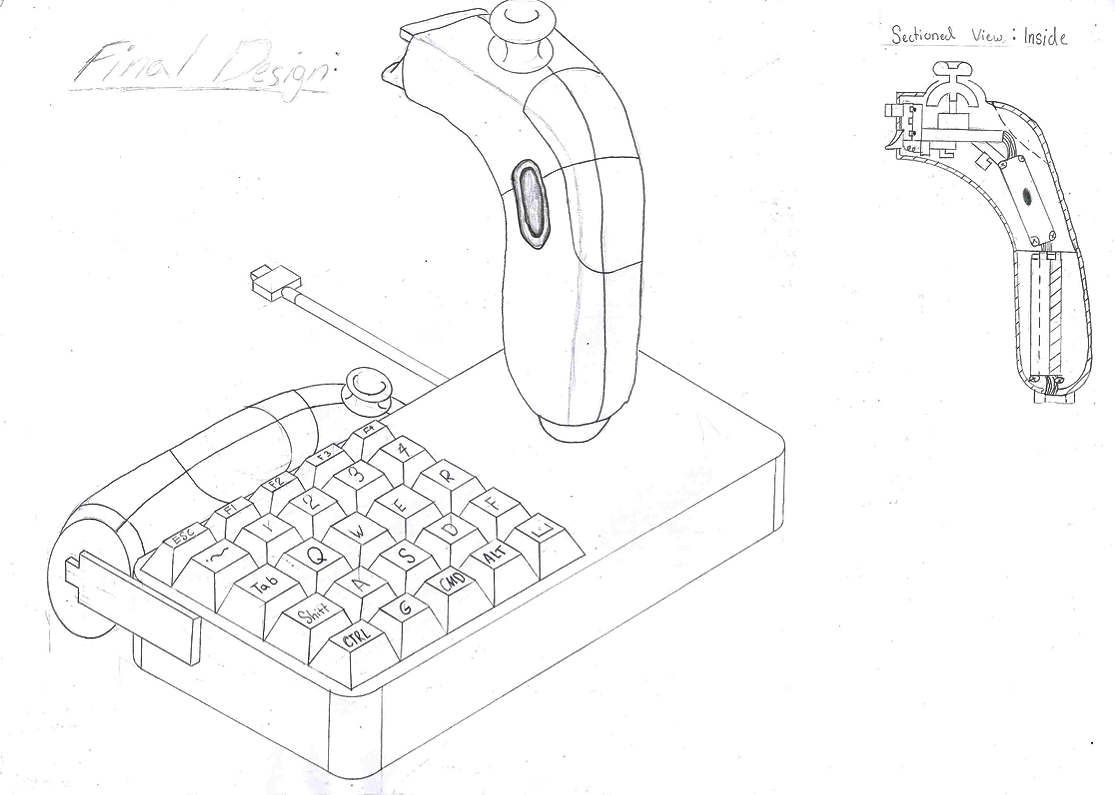 Final Design:
Sectioned View: Inside
ESC F1 F2 F3 F4
~ 1 2 3 4
Tab Q W E R
Shift A S D F
CTRL G CMD ALT